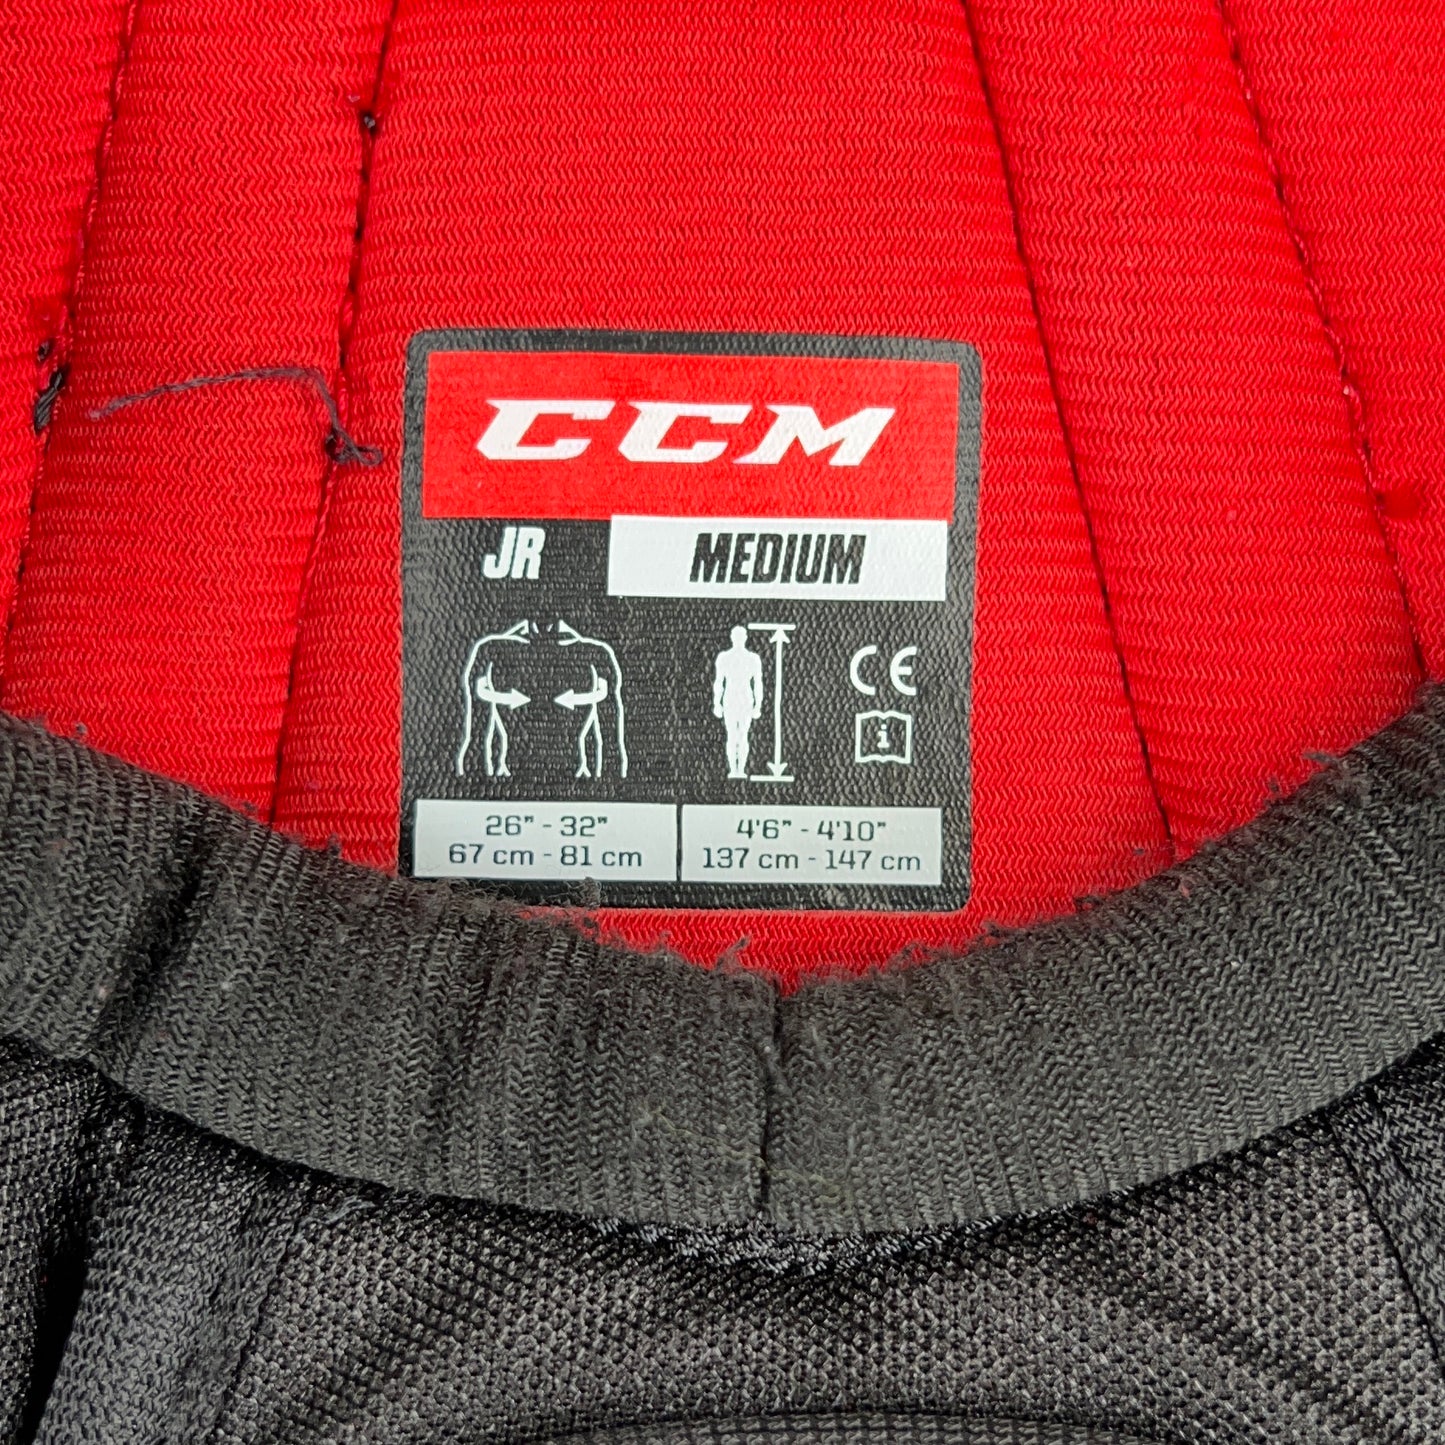 CCM
JR MEDIUM
CE
i
26" - 32"
67 cm - 81 cm
4'6" - 4'10"
137 cm - 147 cm